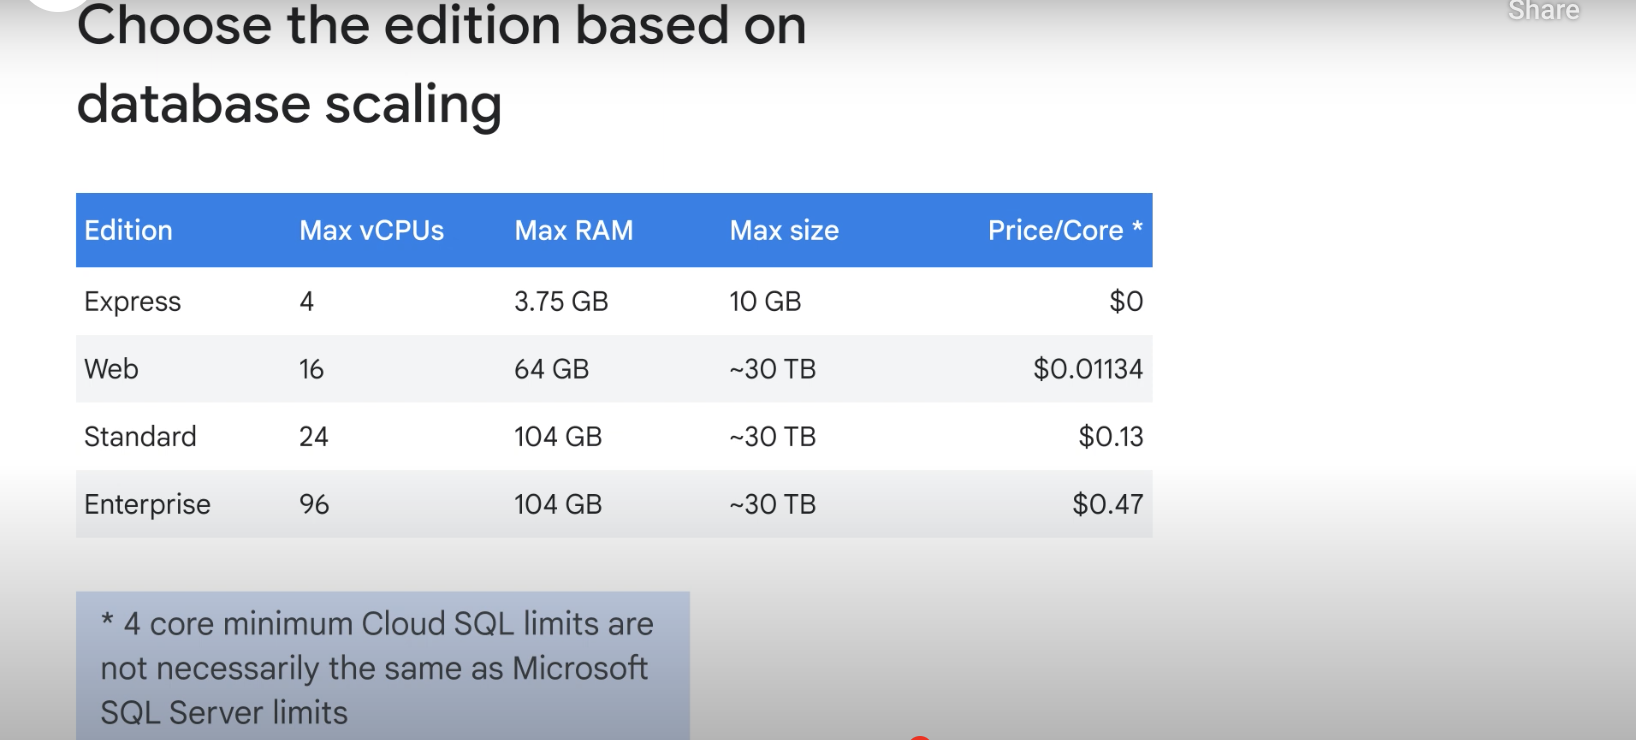 Share
Choose the edition based on
database scaling
Edition Max vCPUs Max RAM Max size Price/Core *
Express 4 3.75 GB 10 GB $0
Web 16 64 GB ~30 TB $0.01134
Standard 24 104 GB ~30 TB $0.13
Enterprise 96 104 GB ~30 TB $0.47
* 4 core minimum Cloud SQL limits are
not necessarily the same as Microsoft
SQL Server limits